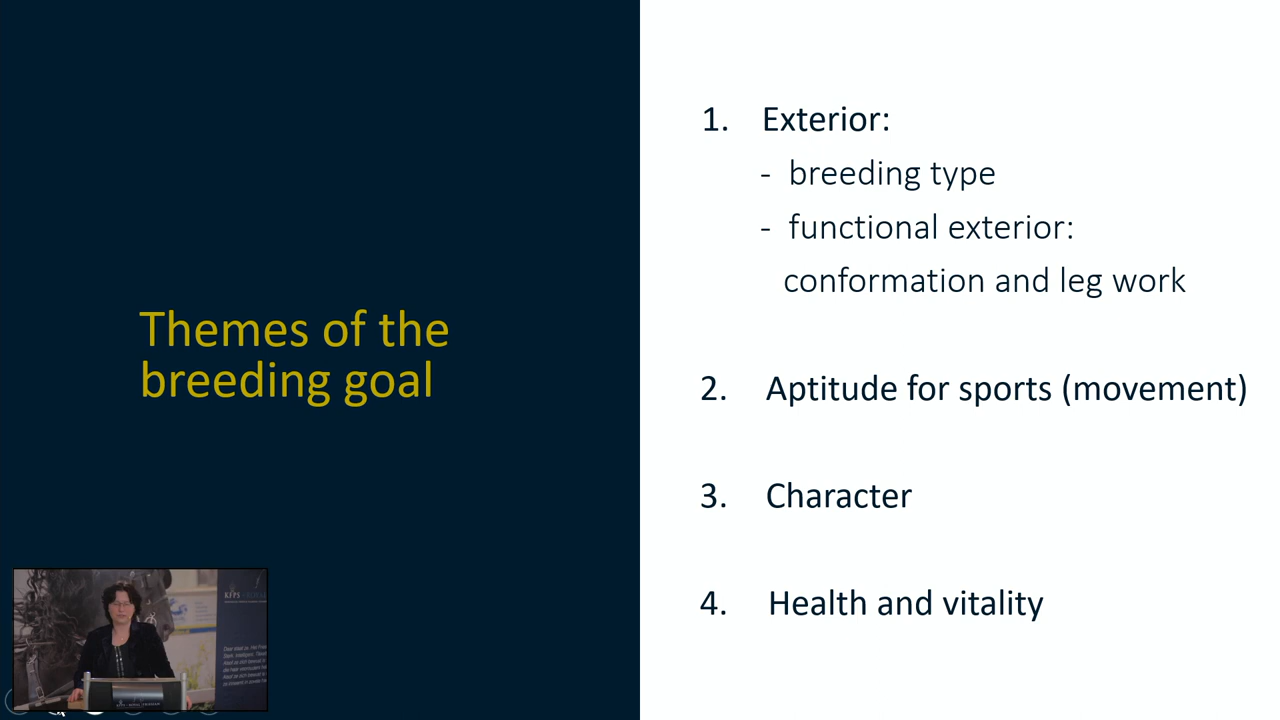 Themes of the
breeding goal
1. Exterior:
- breeding type
- functional exterior:
conformation and leg work
2. Aptitude for sports (movement)
3. Character
4. Health and vitality
KFPS